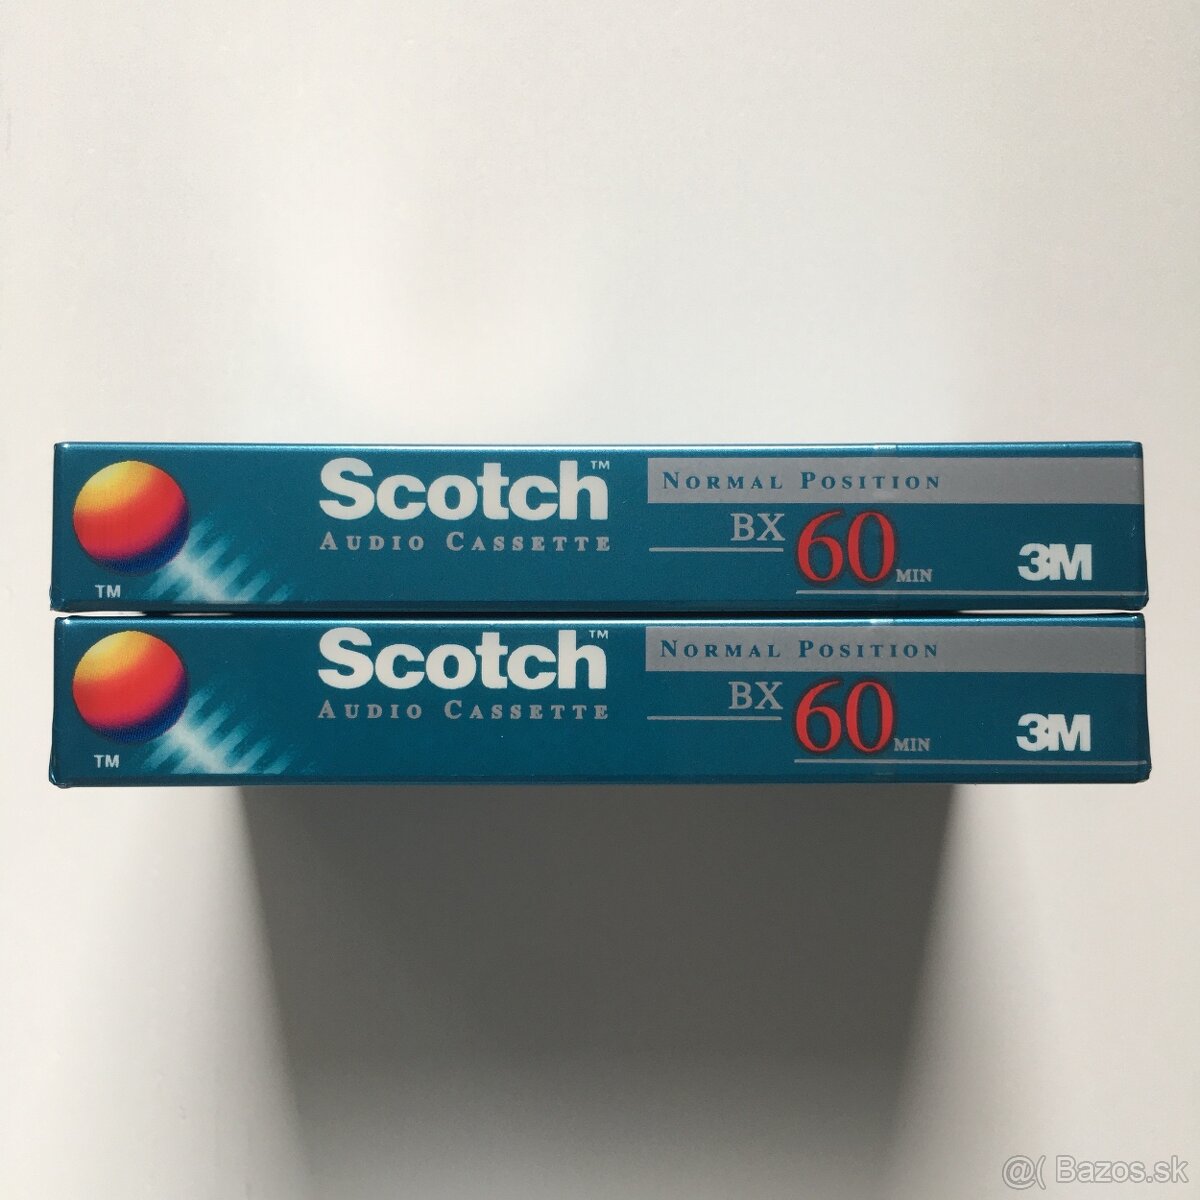 Scotch™
AUDIO CASSETTE
TM
NORMAL POSITION
BX 60 MIN
3M
Scotch™
AUDIO CASSETTE
TM
NORMAL POSITION
BX 60 MIN
3M
@( Bazos.sk